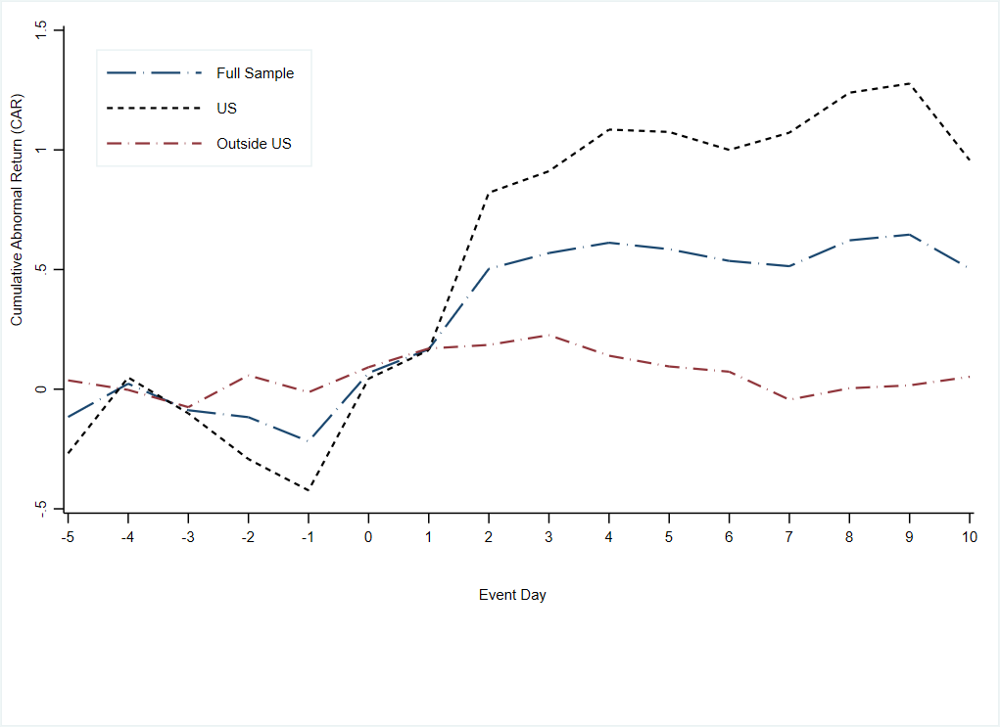 Cumulative Abnormal Return (CAR)
1.5
1
.5
0
-.5
Full Sample
US
Outside US
-5 -4 -3 -2 -1 0 1 2 3 4 5 6 7 8 9 10
Event Day